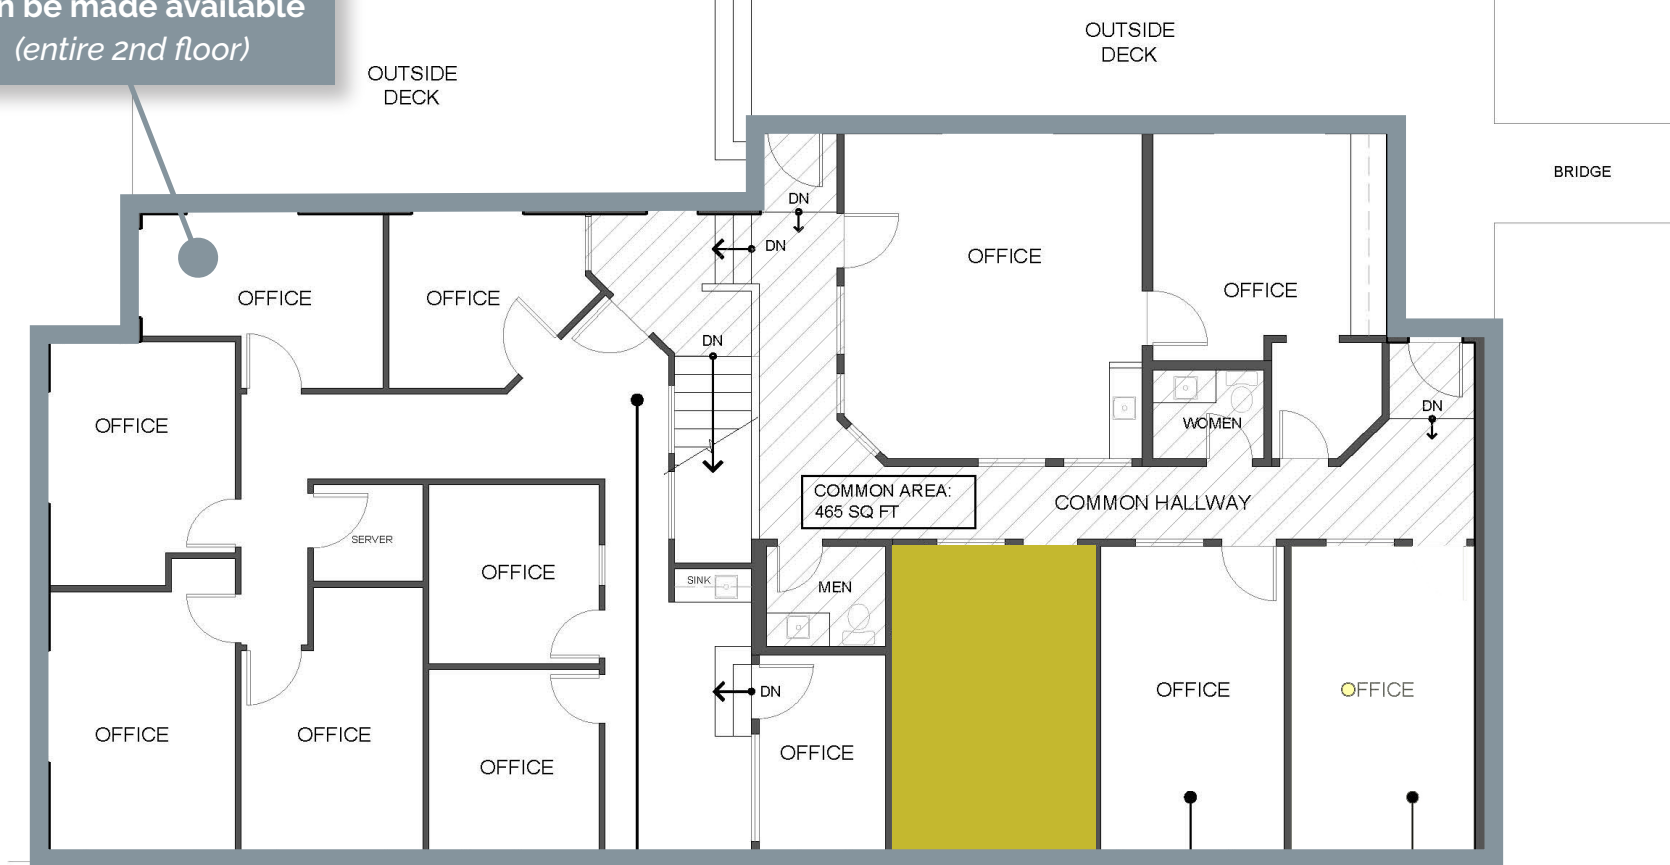 n be made available
(entire 2nd floor)
OUTSIDE
DECK
OUTSIDE
DECK
BRIDGE
DN
DN
OFFICE
OFFICE
OFFICE
OFFICE
DN
OFFICE
WOMEN
DN
COMMON AREA:
465 SQ FT
COMMON HALLWAY
SERVER
OFFICE
SINK
MEN
OFFICE
OFFICE
OFFICE
DN
OFFICE
OFFICE
OFFICE
OFFICE